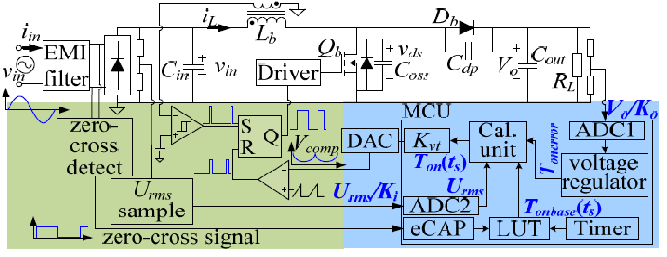 i_in
EMI
filter
v_in
C_in
v_in
i_L
L_b
Driver
Q_b
v_ds
C_oss
D_b
C_dp
V_o
C_out
R_L
V_o/K_o
MCU
zero-
cross
detect
S
R
Q
V_comp
DAC
K_vt
Cal.
unit
T_onerror
ADC1
voltage
regulator
T_on(t_s)
U_rms
sample
U_rms/K_i
U_rms
ADC2
T_onbase(t_s)
zero-cross signal
eCAP
LUT
Timer